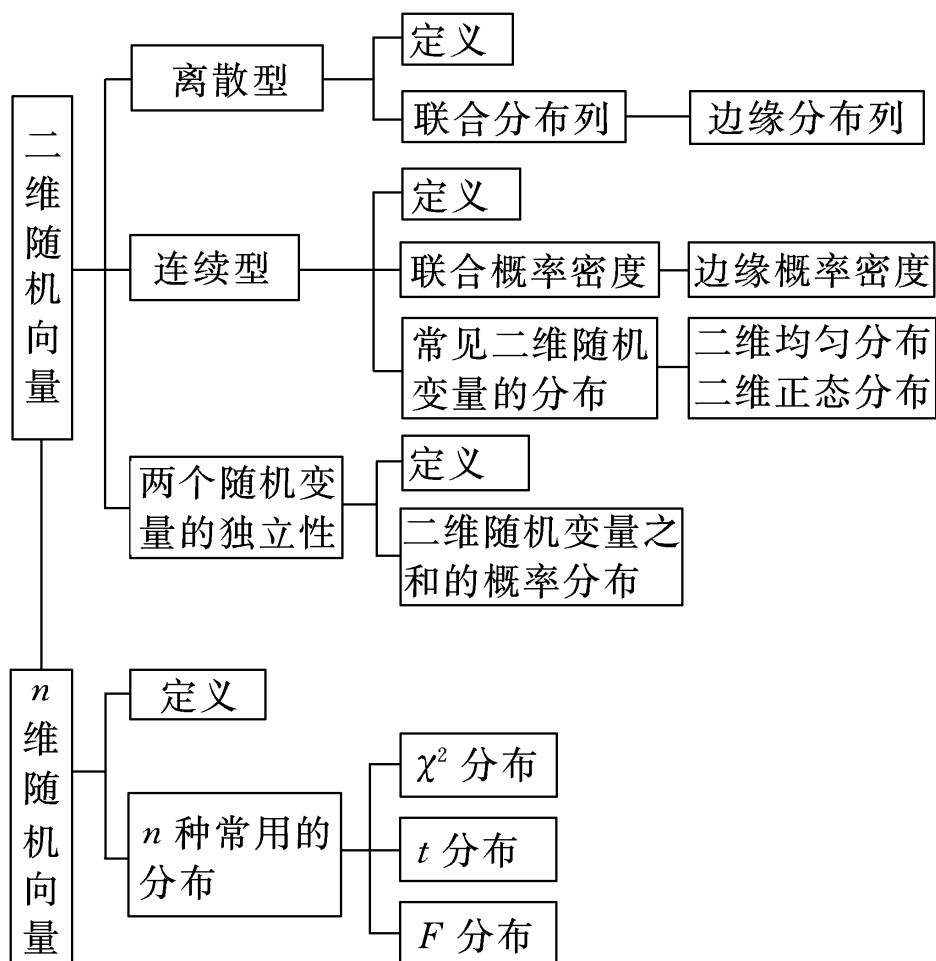 二维随机向量
离散型
定义
联合分布列
边缘分布列
连续型
定义
联合概率密度
边缘概率密度
常见二维随机
变量的分布
二维均匀分布
二维正态分布
两个随机变
量的独立性
定义
二维随机变量之
和的概率分布
n维随机向量
定义
n 种常用的
分布
χ² 分布
t 分布
F 分布